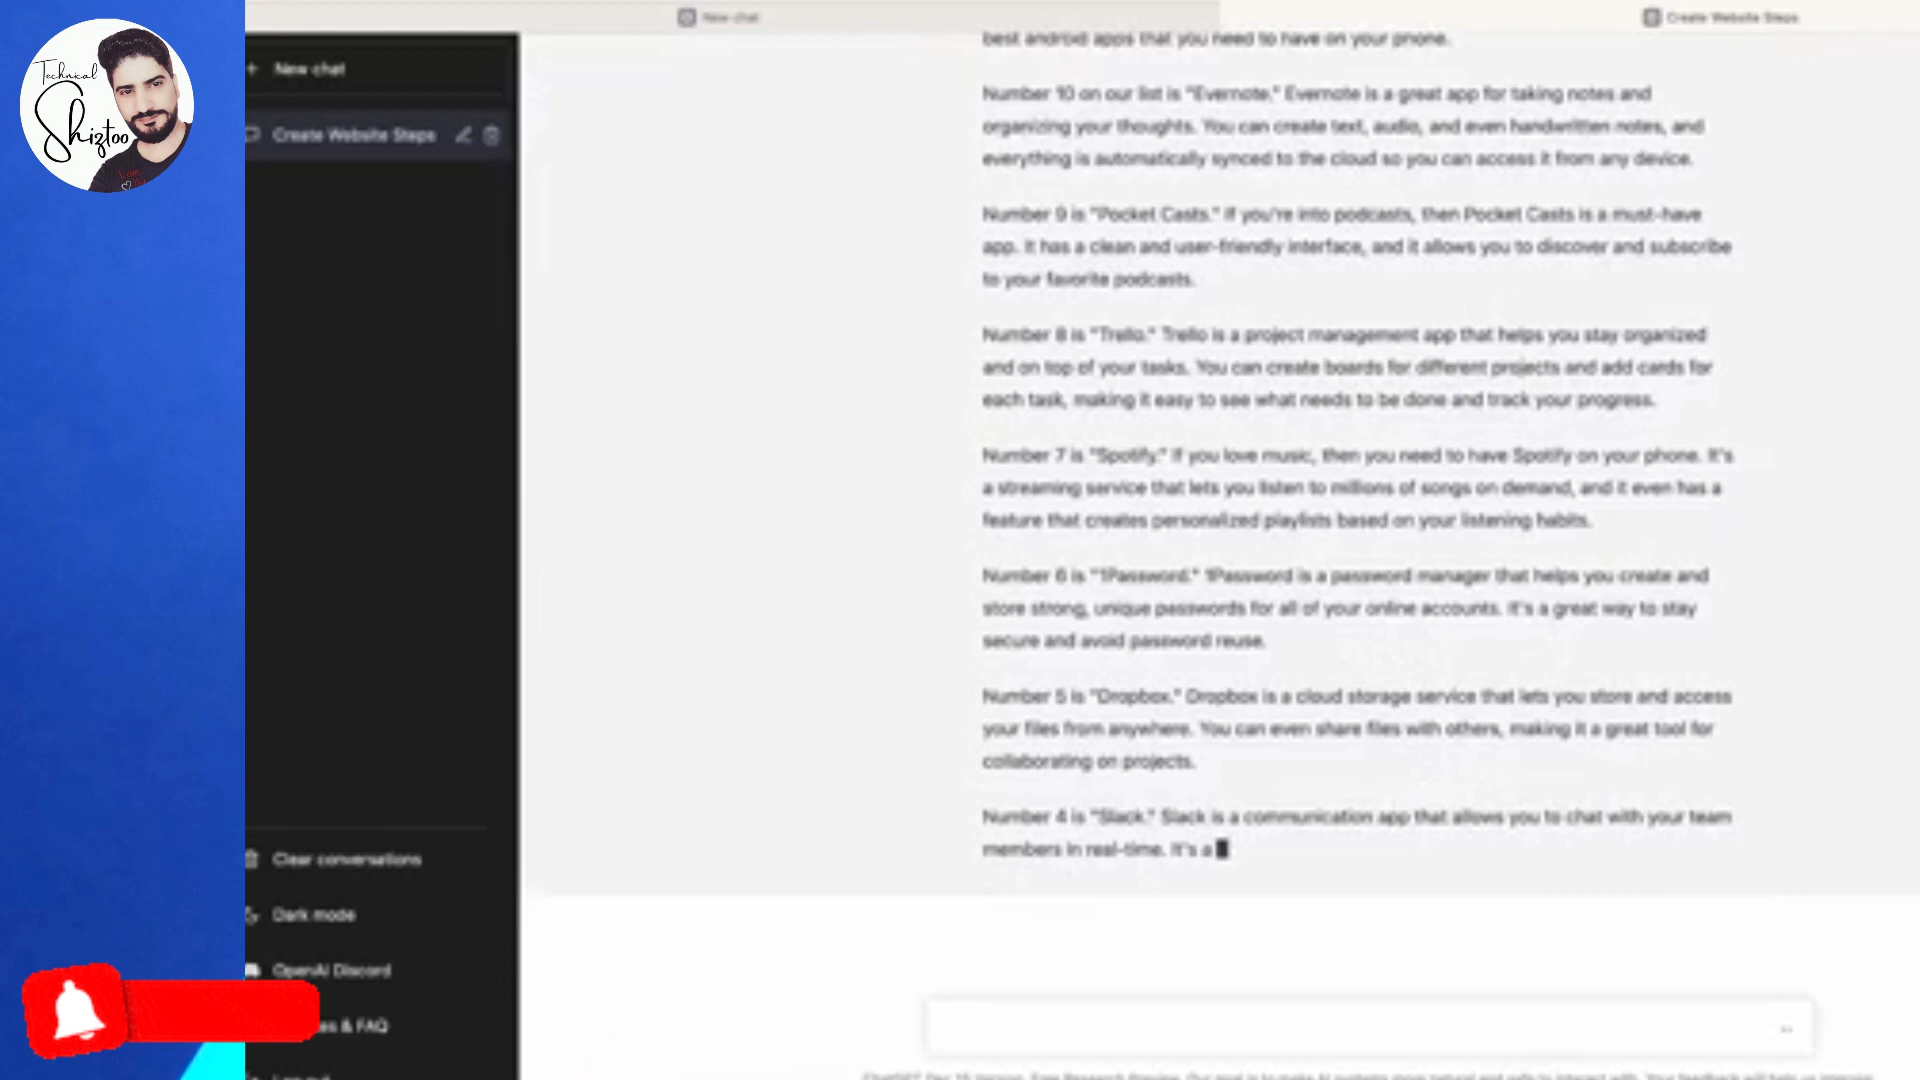 Technical
Shiztoo
New chat
Create Website Steps
New chat
Create Website Steps
Clear conversations
Dark mode
OpenAI Discord
& FAQ
best android apps that you need to have on your phone.
Number 10 on our list is "Evernote." Evernote is a great app for taking notes and
organizing your thoughts. You can create text, audio, and even handwritten notes, and
everything is automatically synced to the cloud so you can access it from any device.
Number 9 is "Pocket Casts." If you're into podcasts, then Pocket Casts is a must-have
app. It has a clean and user-friendly interface, and it allows you to discover and subscribe
to your favorite podcasts.
Number 8 is "Trello." Trello is a project management app that helps you stay organized
and on top of your tasks. You can create boards for different projects and add cards for
each task, making it easy to see what needs to be done and track your progress.
Number 7 is "Spotify." If you love music, then you need to have Spotify on your phone. It's
a streaming service that lets you listen to millions of songs on demand, and it even has a
feature that creates personalized playlists based on your listening habits.
Number 6 is "1Password." 1Password is a password manager that helps you create and
store strong, unique passwords for all of your online accounts. It's a great way to stay
secure and avoid password reuse.
Number 5 is "Dropbox." Dropbox is a cloud storage service that lets you store and access
your files from anywhere. You can even share files with others, making it a great tool for
collaborating on projects.
Number 4 is "Slack." Slack is a communication app that allows you to chat with your team
members in real-time. It's a